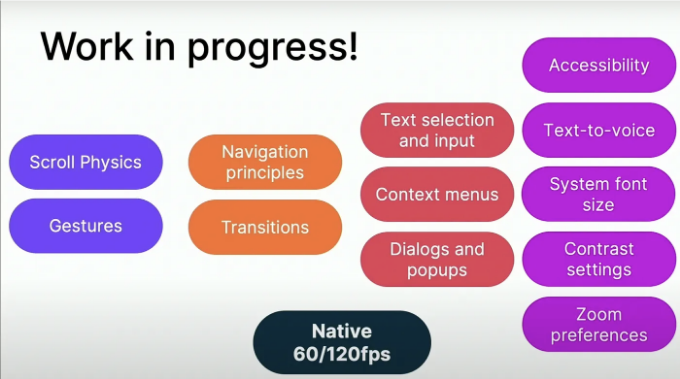 Work in progress!
Scroll Physics
Gestures
Navigation
principles
Transitions
Text selection
and input
Context menus
Dialogs and
popups
Accessibility
Text-to-voice
System font
size
Contrast
settings
Zoom
preferences
Native
60/120fps